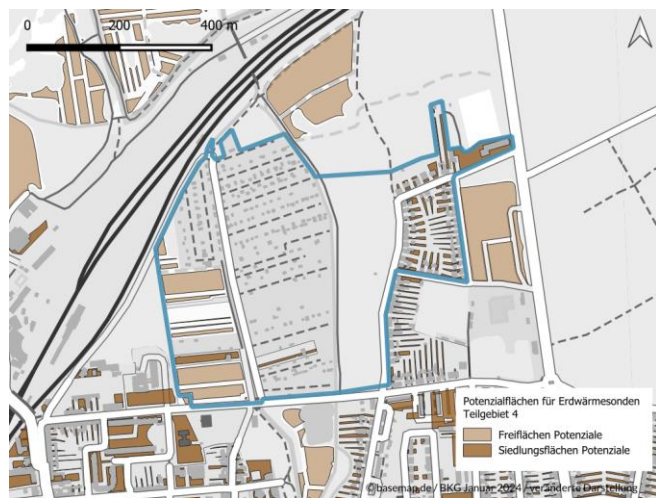 0 200 400 m
Potenzialflächen für Erdwärmesonden
Teilgebiet 4
Freiflächen Potenziale
Siedlungsflächen Potenziale
©basemap.de / BKG Januar 2024 / veränderte Darstellung